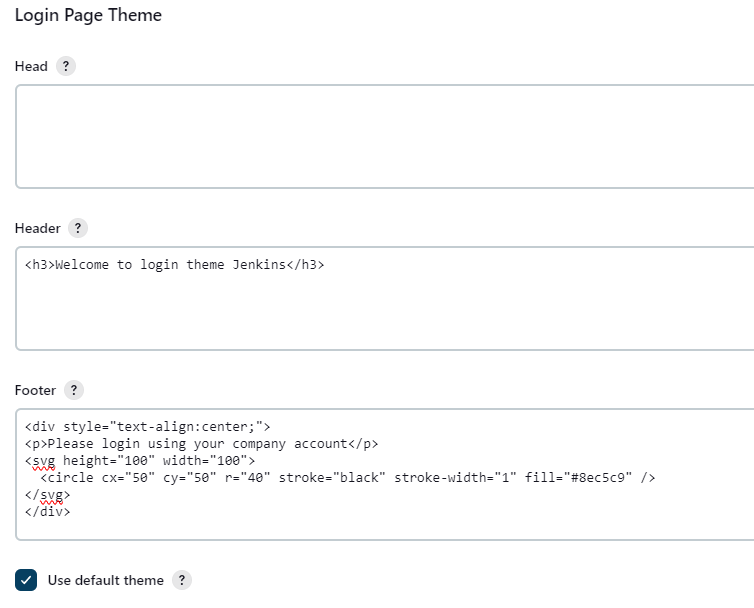 Login Page Theme
Head ?
Header ?
<h3>Welcome to login theme Jenkins</h3>
Footer ?
<div style="text-align:center;">
<p>Please login using your company account</p>
<svg height="100" width="100">
  <circle cx="50" cy="50" r="40" stroke="black" stroke-width="1" fill="#8ec5c9" />
</svg>
</div>
Use default theme ?